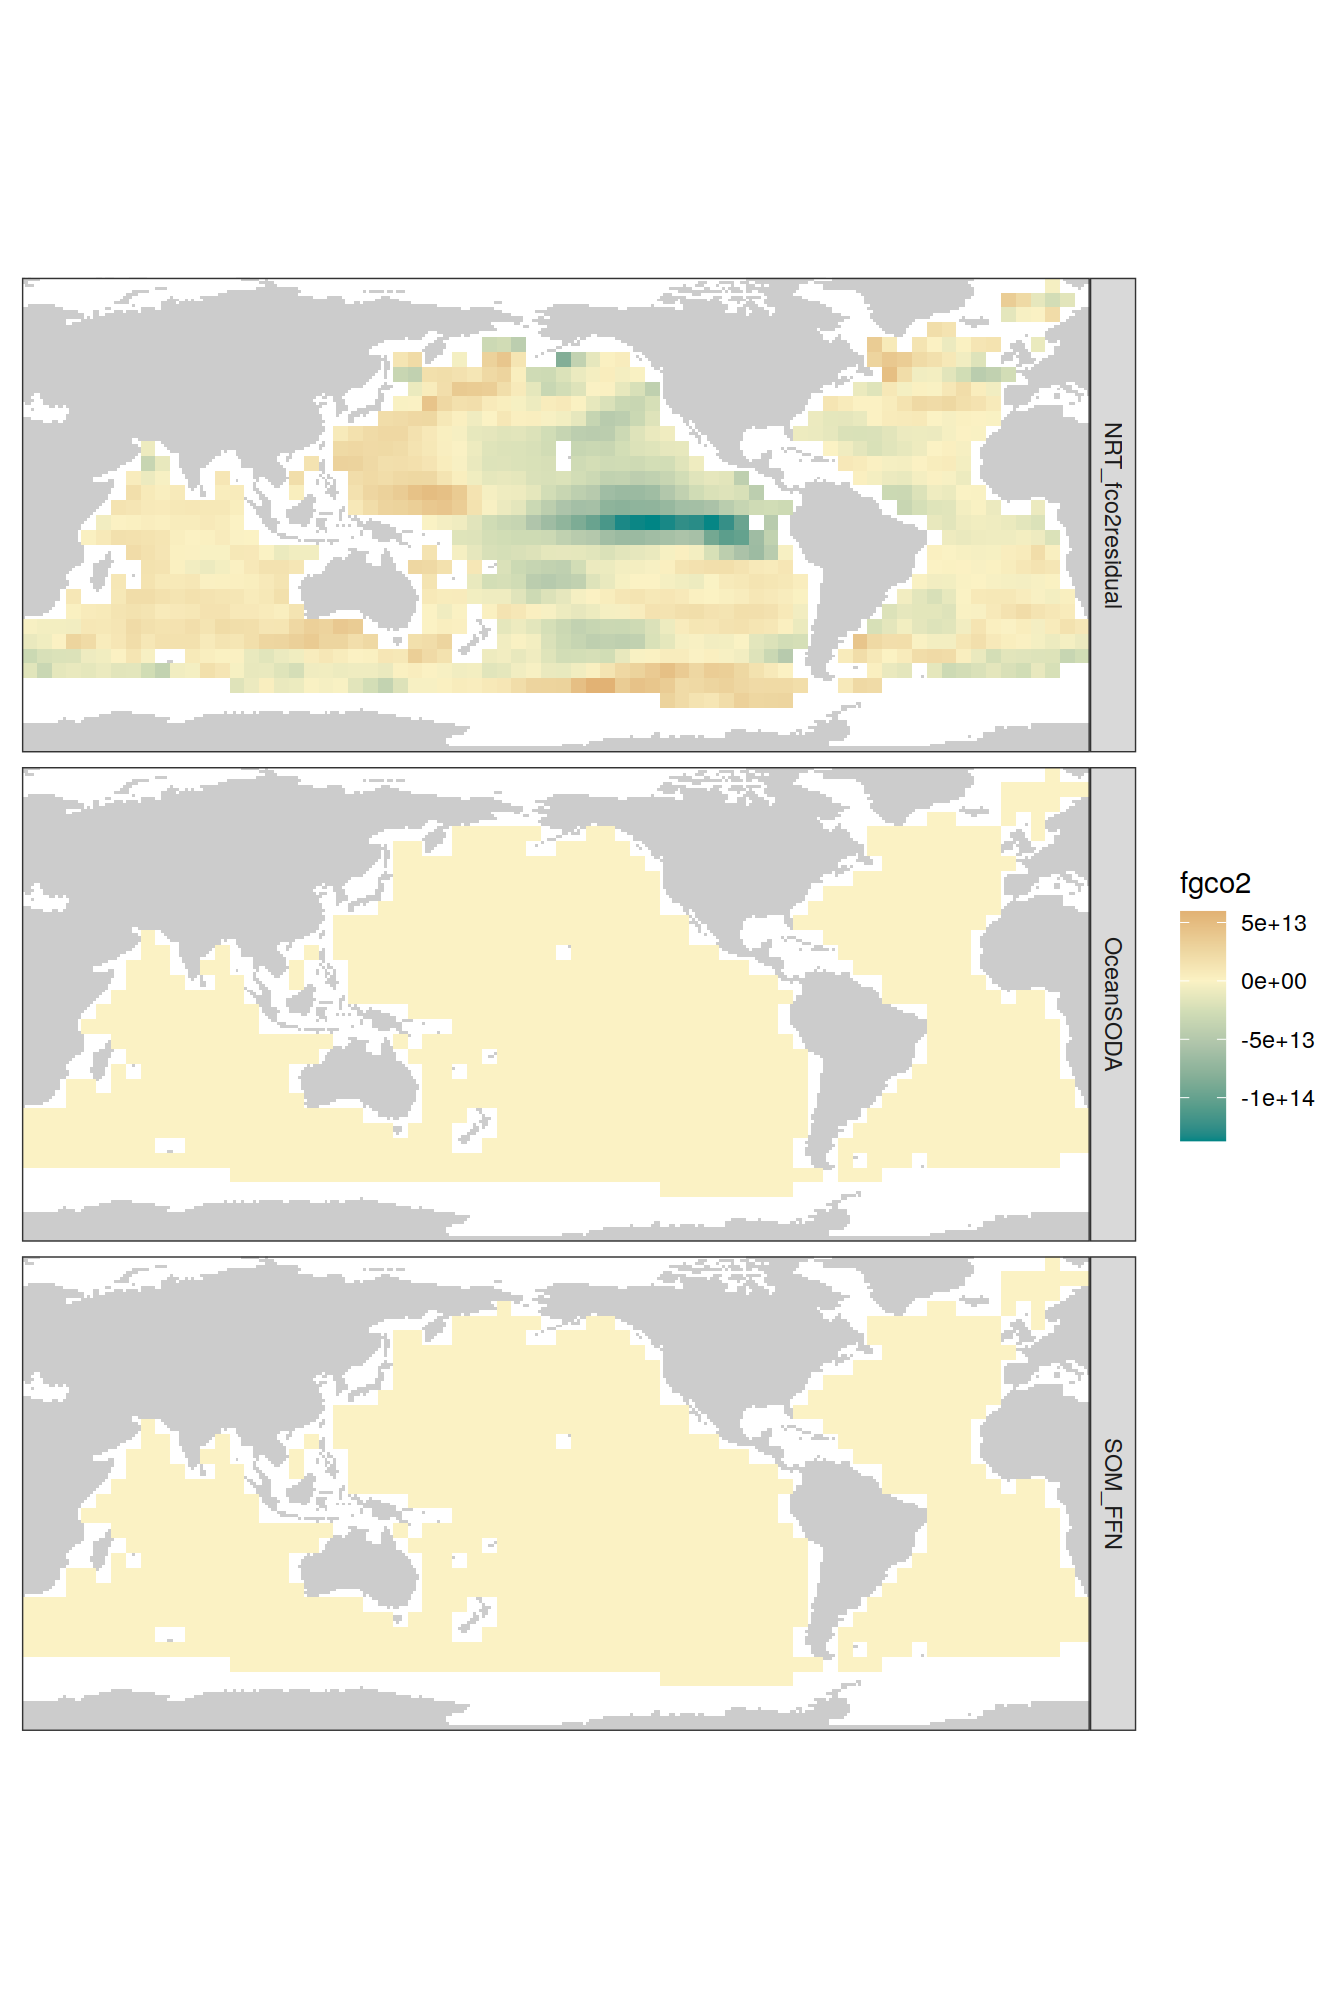 NRT_fco2residual
OceanSODA
SOM_FFN
fgco2
5e+13
0e+00
-5e+13
-1e+14